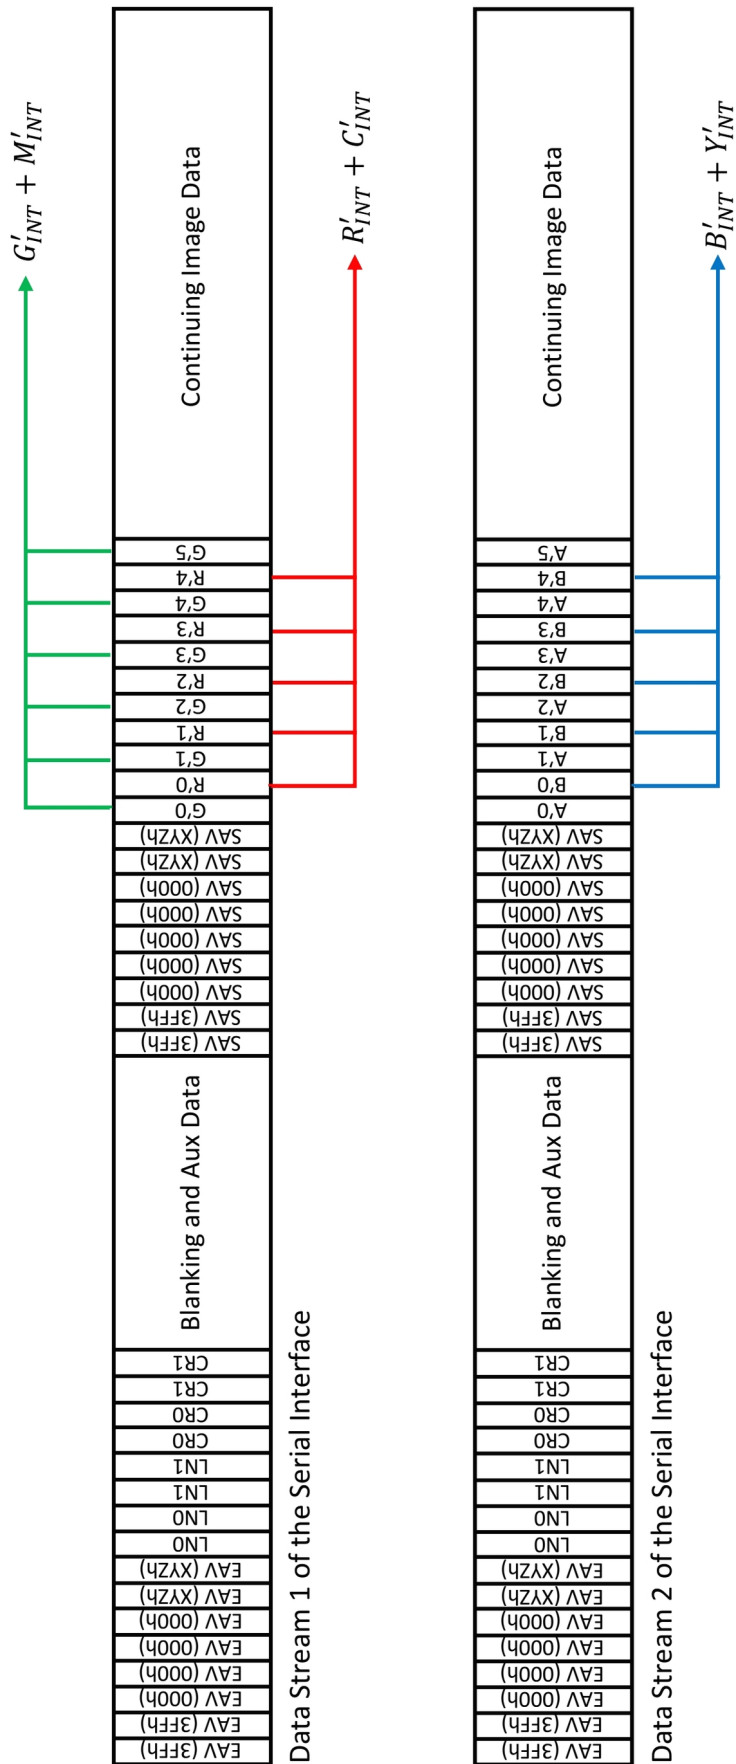 G'INT + M'INT
EAV (3FFh)
EAV (3FFh)
EAV (000h)
EAV (000h)
EAV (000h)
EAV (000h)
EAV (XYZh)
EAV (XYZh)
LN0
LN0
LN1
LN1
CR0
CR0
CR1
CR1
Blanking and Aux Data
SAV (3FFh)
SAV (3FFh)
SAV (000h)
SAV (000h)
SAV (000h)
SAV (000h)
SAV (000h)
SAV (XYZh)
SAV (XYZh)
G'0
R'0
G'1
R'1
G'2
R'2
G'3
R'3
G'4
R'4
G'5
Continuing Image Data
Data Stream 1 of the Serial Interface
R'INT + C'INT
EAV (3FFh)
EAV (3FFh)
EAV (000h)
EAV (000h)
EAV (000h)
EAV (000h)
EAV (XYZh)
EAV (XYZh)
LN0
LN0
LN1
LN1
CR0
CR0
CR1
CR1
Blanking and Aux Data
SAV (3FFh)
SAV (3FFh)
SAV (000h)
SAV (000h)
SAV (000h)
SAV (000h)
SAV (000h)
SAV (XYZh)
SAV (XYZh)
A'0
B'0
A'1
B'1
A'2
B'2
A'3
B'3
A'4
B'4
A'5
Continuing Image Data
Data Stream 2 of the Serial Interface
B'INT + Y'INT